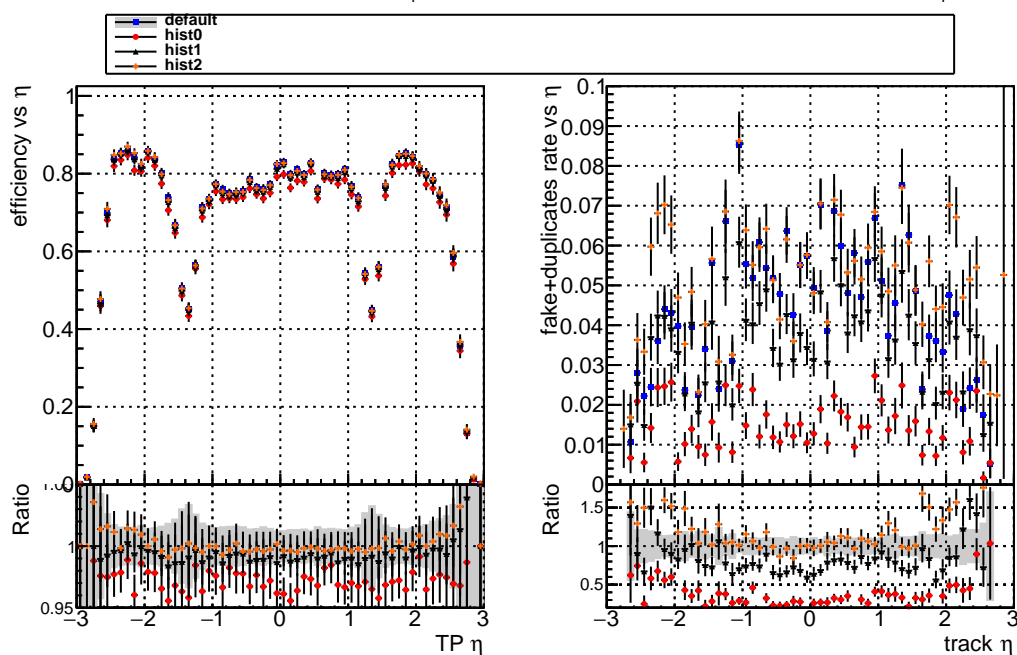 default
hist0
hist1
hist2
efficiency vs η
1
0.8
0.6
0.4
0.2
0
Ratio
1
0.95
−3 −2 −1 0 1 2 3
TP η
fake+duplicates rate vs η
0.1
0.09
0.08
0.07
0.06
0.05
0.04
0.03
0.02
0.01
0
Ratio
1.5
1
0.5
−3 −2 −1 0 1 2 3
track η